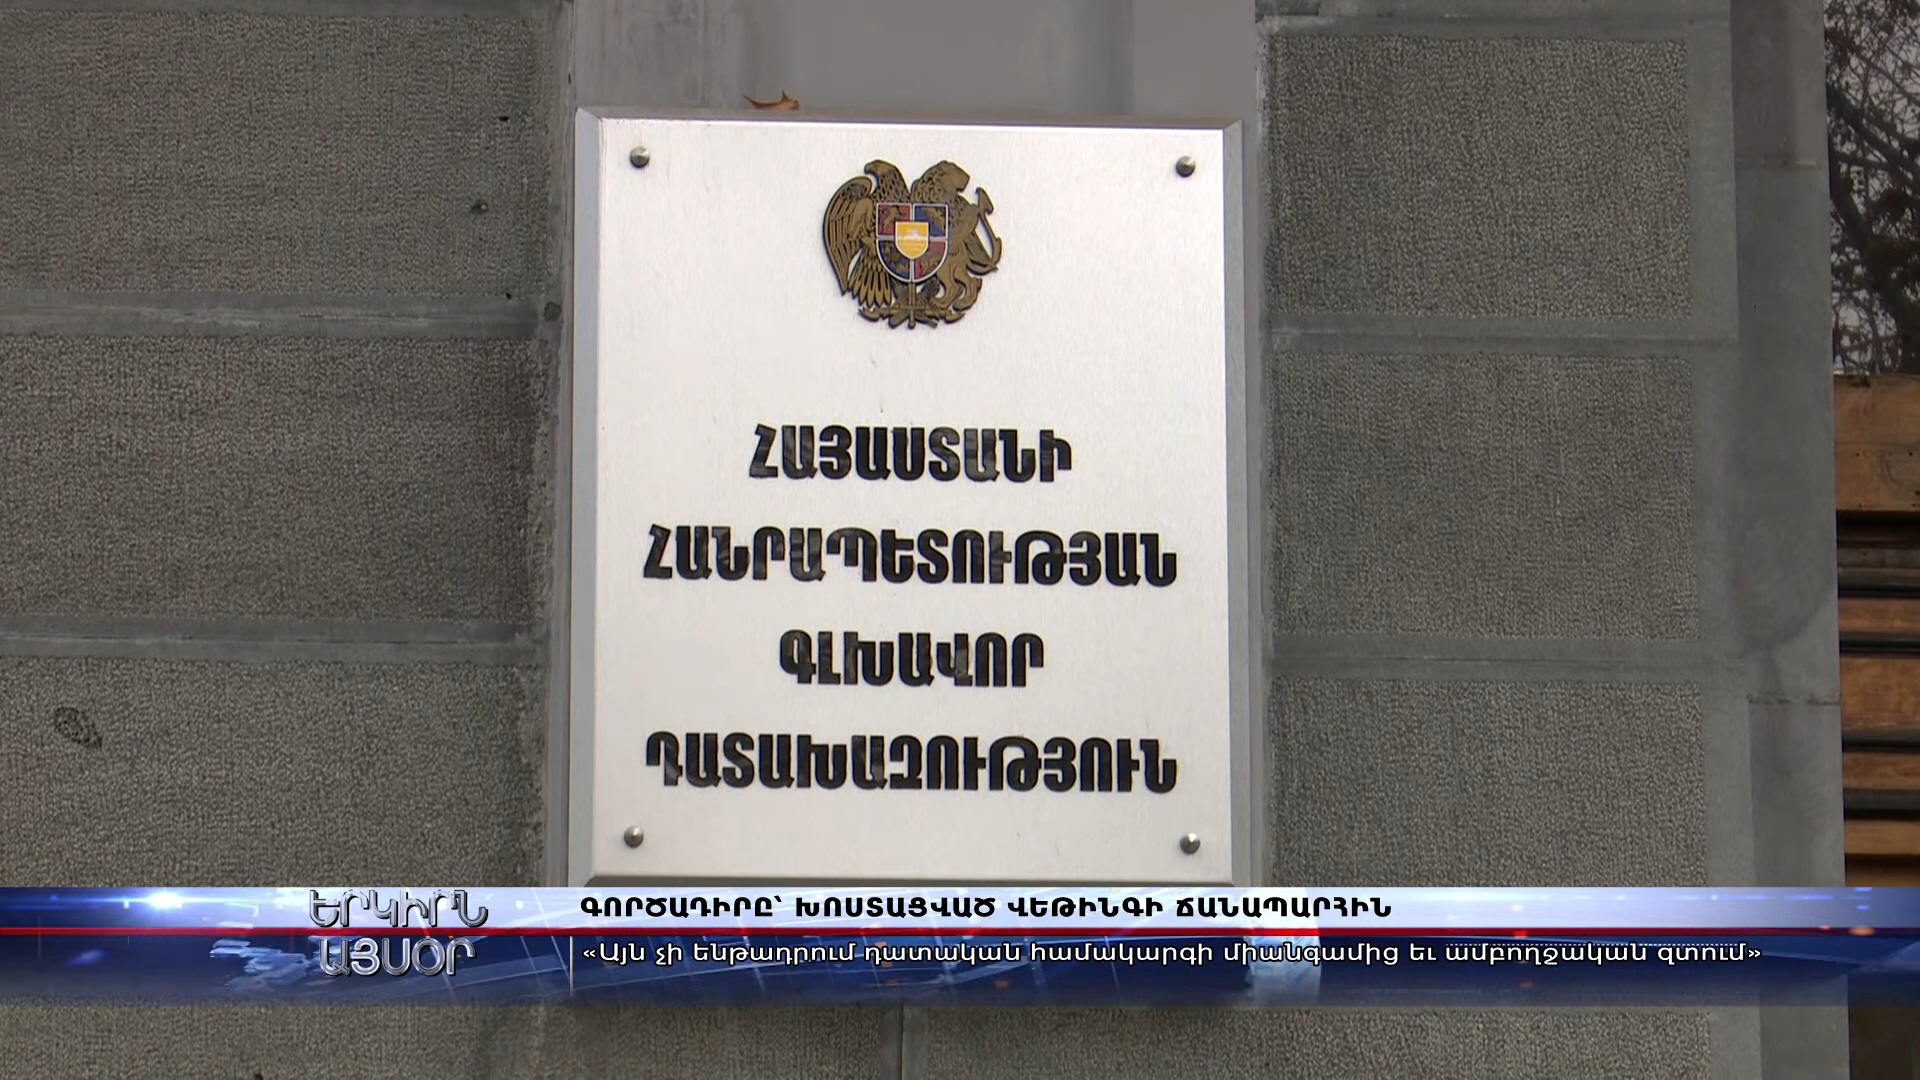 ՀԱՅԱՍՏԱՆԻ
ՀԱՆՐԱՊԵՏՈՒԹՅԱՆ
ԳԼԽԱՎՈՐ
ԴԱՏԱԽԱԶՈՒԹՅՈՒՆ
ԵՐԿԻՐՆ
ԱՅՍՕՐ
ԳՈՐԾԱԴԻՐԸ՝ ԽՈՍՏԱՑՎԱԾ ՎԵԹԻՆԳԻ ՃԱՆԱՊԱՐՀԻՆ
«Այն չի ենթադրում դատական համակարգի միանգամից եւ ամբողջական զտում»